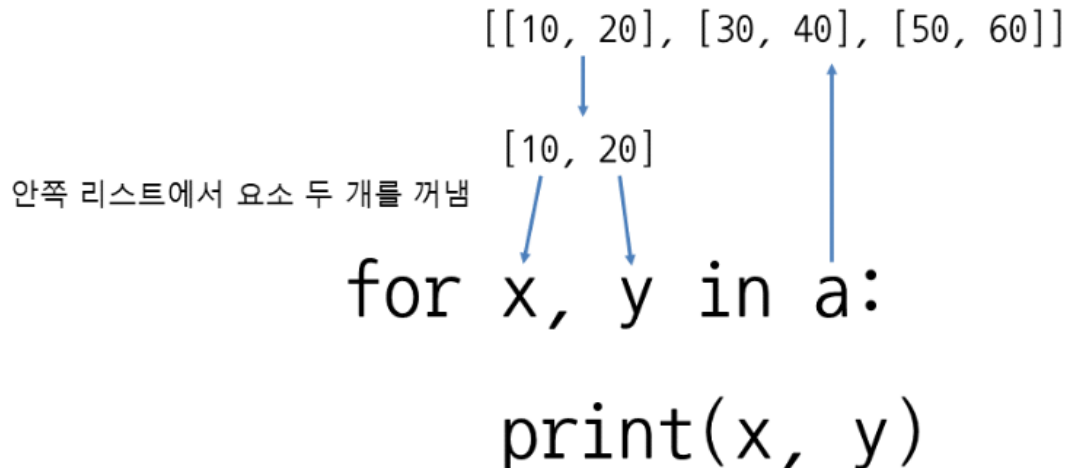 [[10, 20], [30, 40], [50, 60]]
[10, 20]
안쪽 리스트에서 요소 두 개를 꺼냄
for x, y in a:
print(x, y)